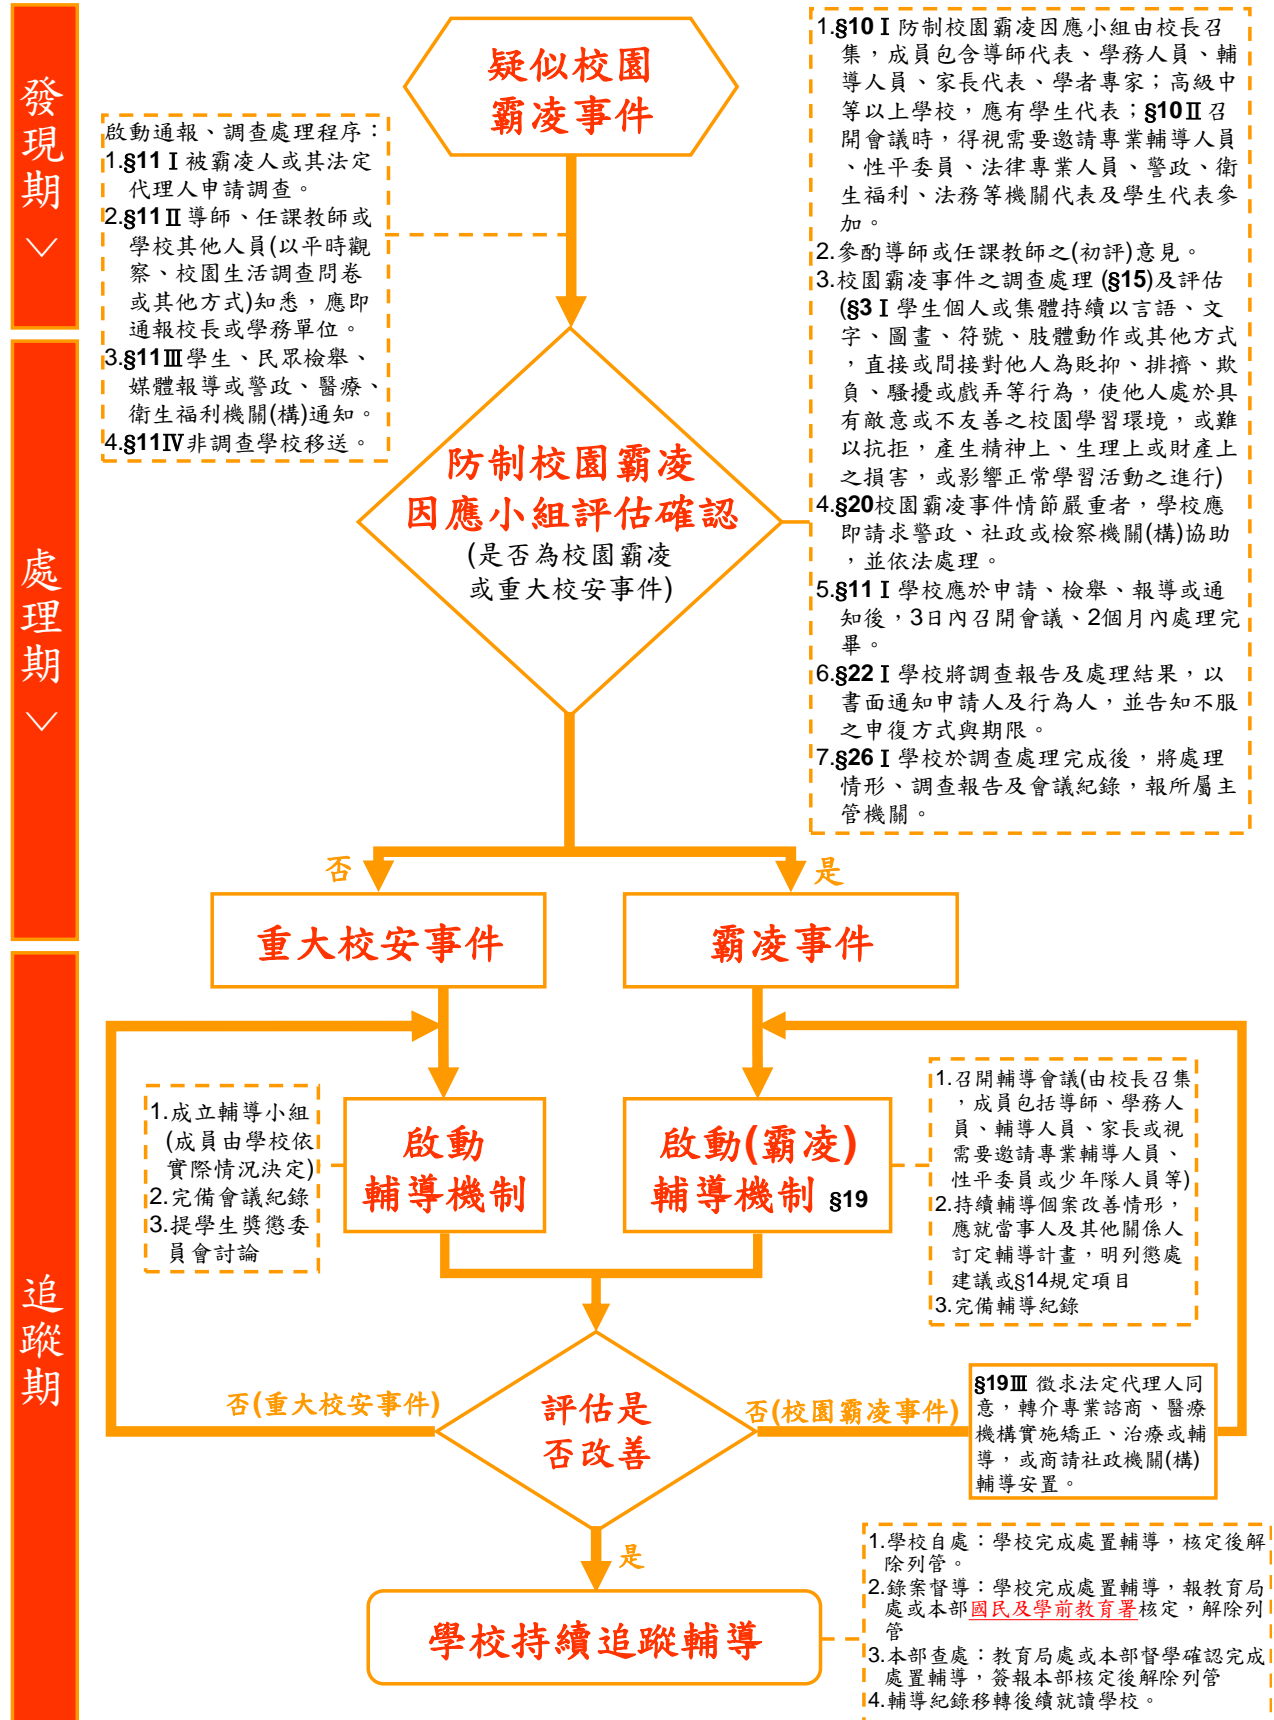 發現期
疑似校園
霸凌事件
啟動通報、調查處理程序：
1.§11Ⅰ被霸凌人或其法定
代理人申請調查。
2.§11Ⅱ導師、任課教師或
學校其他人員(以平時觀
察、校園生活調查問卷
或其他方式)知悉，應即
通報校長或學務單位。
3.§11Ⅲ學生、民眾檢舉、
媒體報導或警政、醫療、
衛生福利機關(構)通知。
4.§11Ⅳ非調查學校移送。
1.§10Ⅰ防制校園霸凌因應小組由校長召
集，成員包含導師代表、學務人員、輔
導人員、家長代表、學者專家；高級中
等以上學校，應有學生代表；§10Ⅱ召
開會議時，得視需要邀請專業輔導人員
、性平委員、法律專業人員、警政、衛
生福利、法務等機關代表及學生代表參
加。
2.參酌導師或任課教師之(初評)意見。
3.校園霸凌事件之調查處理 (§15)及評估
(§3Ⅰ學生個人或集體持續以言語、文
字、圖畫、符號、肢體動作或其他方式
，直接或間接對他人為貶抑、排擠、欺
負、騷擾或戲弄等行為，使他人處於具
有敵意或不友善之校園學習環境，或難
以抗拒，產生精神上、生理上或財產上
之損害，或影響正常學習活動之進行)
4.§20校園霸凌事件情節嚴重者，學校應
即請求警政、社政或檢察機關(構)協助
，並依法處理。
5.§11Ⅰ學校應於申請、檢舉、報導或通
知後，3日內召開會議、2個月內處理完
畢。
6.§22Ⅰ學校將調查報告及處理結果，以
書面通知申請人及行為人，並告知不服
之申復方式與期限。
7.§26Ⅰ學校於調查處理完成後，將處理
情形、調查報告及會議紀錄，報所屬主
管機關。
處理期
防制校園霸凌
因應小組評估確認
(是否為校園霸凌
或重大校安事件)
否
是
重大校安事件
霸凌事件
追蹤期
1.成立輔導小組
(成員由學校依
實際情況決定)
2.完備會議紀錄
3.提學生獎懲委
員會討論
啟動
輔導機制
啟動(霸凌)
輔導機制 §19
1.召開輔導會議(由校長召集
，成員包括導師、學務人
員、輔導人員、家長或視
需要邀請專業輔導人員、
性平委員或少年隊人員等)
2.持續輔導個案改善情形，
應就當事人及其他關係人
訂定輔導計畫，明列懲處
建議或§14規定項目
3.完備輔導紀錄
否(重大校安事件)
評估是
否改善
否(校園霸凌事件)
§19Ⅲ 徵求法定代理人同
意，轉介專業諮商、醫療
機構實施矯正、治療或輔
導，或商請社政機關(構)
輔導安置。
是
學校持續追蹤輔導
1.學校自處：學校完成處置輔導，核定後解
除列管。
2.錄案督導：學校完成處置輔導，報教育局
處或本部國民及學前教育署核定，解除列
管
3.本部查處：教育局處或本部督學確認完成
處置輔導，簽報本部核定後解除列管
4.輔導紀錄移轉後續就讀學校。